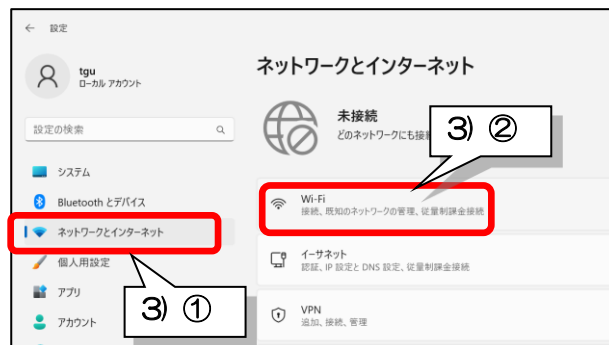 ← 設定
tgu
ローカル アカウント
設定の検索
システム
Bluetooth とデバイス
ネットワークとインターネット
個人用設定
アプリ
アカウント
3) ①
ネットワークとインターネット
未接続
どのネットワークにも接
3) ②
Wi-Fi
接続、既知のネットワークの管理、従量制課金接続
イーサネット
認証、IP 設定と DNS 設定、従量制課金接続
VPN
追加、接続、管理